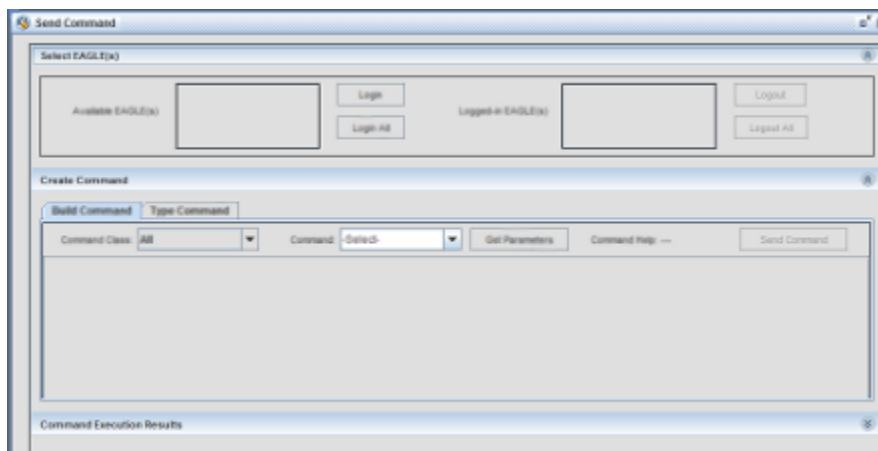 Send Command
Select EAGLE(s)
Available EAGLE(s)
Login
Login All
Logged-in EAGLE(s)
Logout
Logout All
Create Command
Build Command Type Command
Command Class: All Command: -Select- Get Parameters Command Help: --- Send Command
Command Execution Results